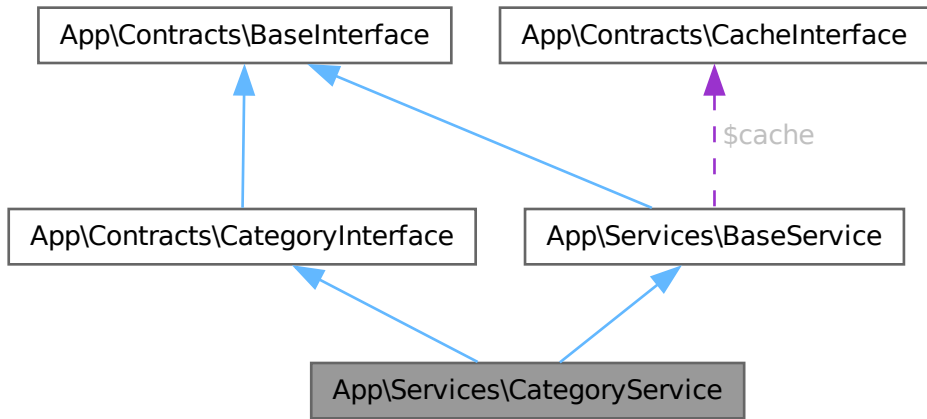 App\Contracts\BaseInterface
App\Contracts\CacheInterface
$cache
App\Contracts\CategoryInterface
App\Services\BaseService
App\Services\CategoryService